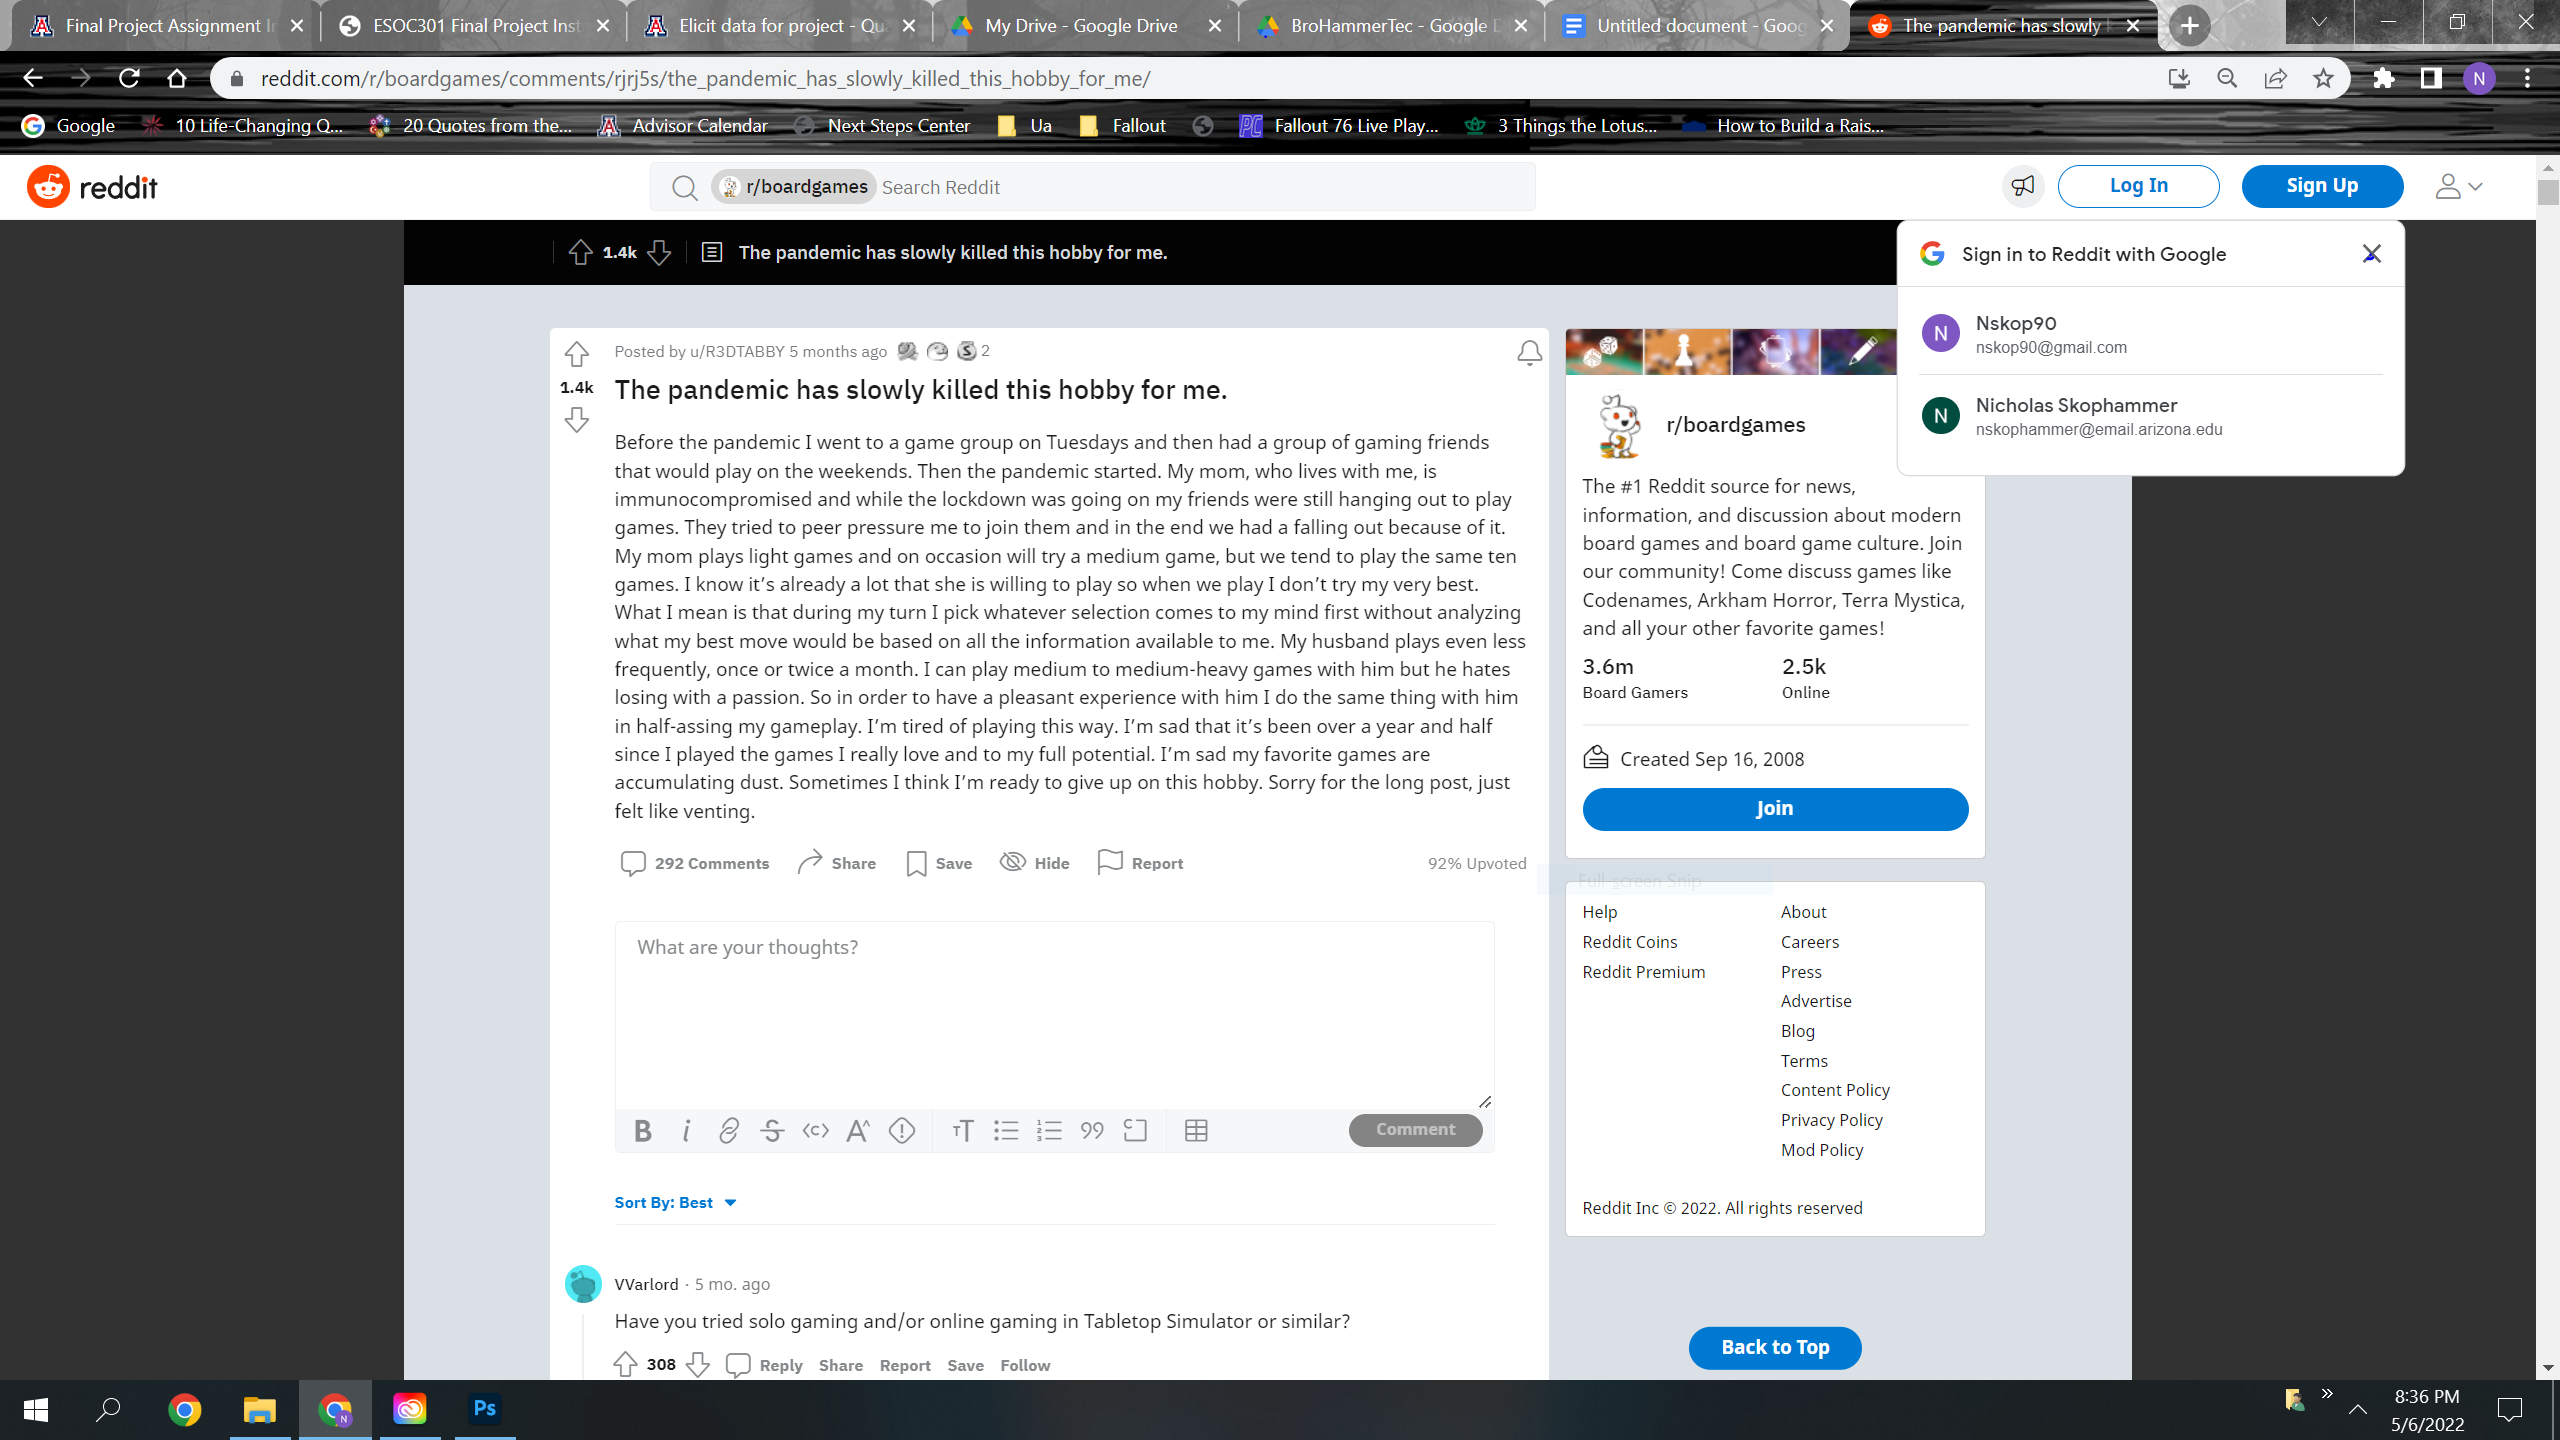 Final Project Assignment In
ESOC301 Final Project Inst
Elicit data for project - Qu
My Drive - Google Drive
BroHammerTec - Google D
Untitled document - Goog
The pandemic has slowly k
reddit.com/r/boardgames/comments/rjrj5s/the_pandemic_has_slowly_killed_this_hobby_for_me/
N
Google
10 Life-Changing Q...
20 Quotes from the...
Advisor Calendar
Next Steps Center
Ua
Fallout
Fallout 76 Live Play...
3 Things the Lotus...
How to Build a Rais...
reddit
r/boardgames Search Reddit
Log In
Sign Up
1.4k
The pandemic has slowly killed this hobby for me.
Sign in to Reddit with Google
N
Nskop90
nskop90@gmail.com
N
Nicholas Skophammer
nskophammer@email.arizona.edu
Posted by u/R3DTABBY 5 months ago
S 2
1.4k
The pandemic has slowly killed this hobby for me.
Before the pandemic I went to a game group on Tuesdays and then had a group of gaming friends
that would play on the weekends. Then the pandemic started. My mom, who lives with me, is
immunocompromised and while the lockdown was going on my friends were still hanging out to play
games. They tried to peer pressure me to join them and in the end we had a falling out because of it.
My mom plays light games and on occasion will try a medium game, but we tend to play the same ten
games. I know it’s already a lot that she is willing to play so when we play I don’t try my very best.
What I mean is that during my turn I pick whatever selection comes to my mind first without analyzing
what my best move would be based on all the information available to me. My husband plays even less
frequently, once or twice a month. I can play medium to medium-heavy games with him but he hates
losing with a passion. So in order to have a pleasant experience with him I do the same thing with him
in half-assing my gameplay. I’m tired of playing this way. I’m sad that it’s been over a year and half
since I played the games I really love and to my full potential. I’m sad my favorite games are
accumulating dust. Sometimes I think I’m ready to give up on this hobby. Sorry for the long post, just
felt like venting.
292 Comments
Share
Save
Hide
Report
92% Upvoted
What are your thoughts?
Comment
Sort By: Best
VVarlord · 5 mo. ago
Have you tried solo gaming and/or online gaming in Tabletop Simulator or similar?
308
Reply
Share
Report
Save
Follow
r/boardgames
The #1 Reddit source for news,
information, and discussion about modern
board games and board game culture. Join
our community! Come discuss games like
Codenames, Arkham Horror, Terra Mystica,
and all your other favorite games!
3.6m
Board Gamers
2.5k
Online
Created Sep 16, 2008
Join
Full-screen Snip
Help
Reddit Coins
Reddit Premium
About
Careers
Press
Advertise
Blog
Terms
Content Policy
Privacy Policy
Mod Policy
Reddit Inc © 2022. All rights reserved
Back to Top
N
Ps
8:36 PM
5/6/2022